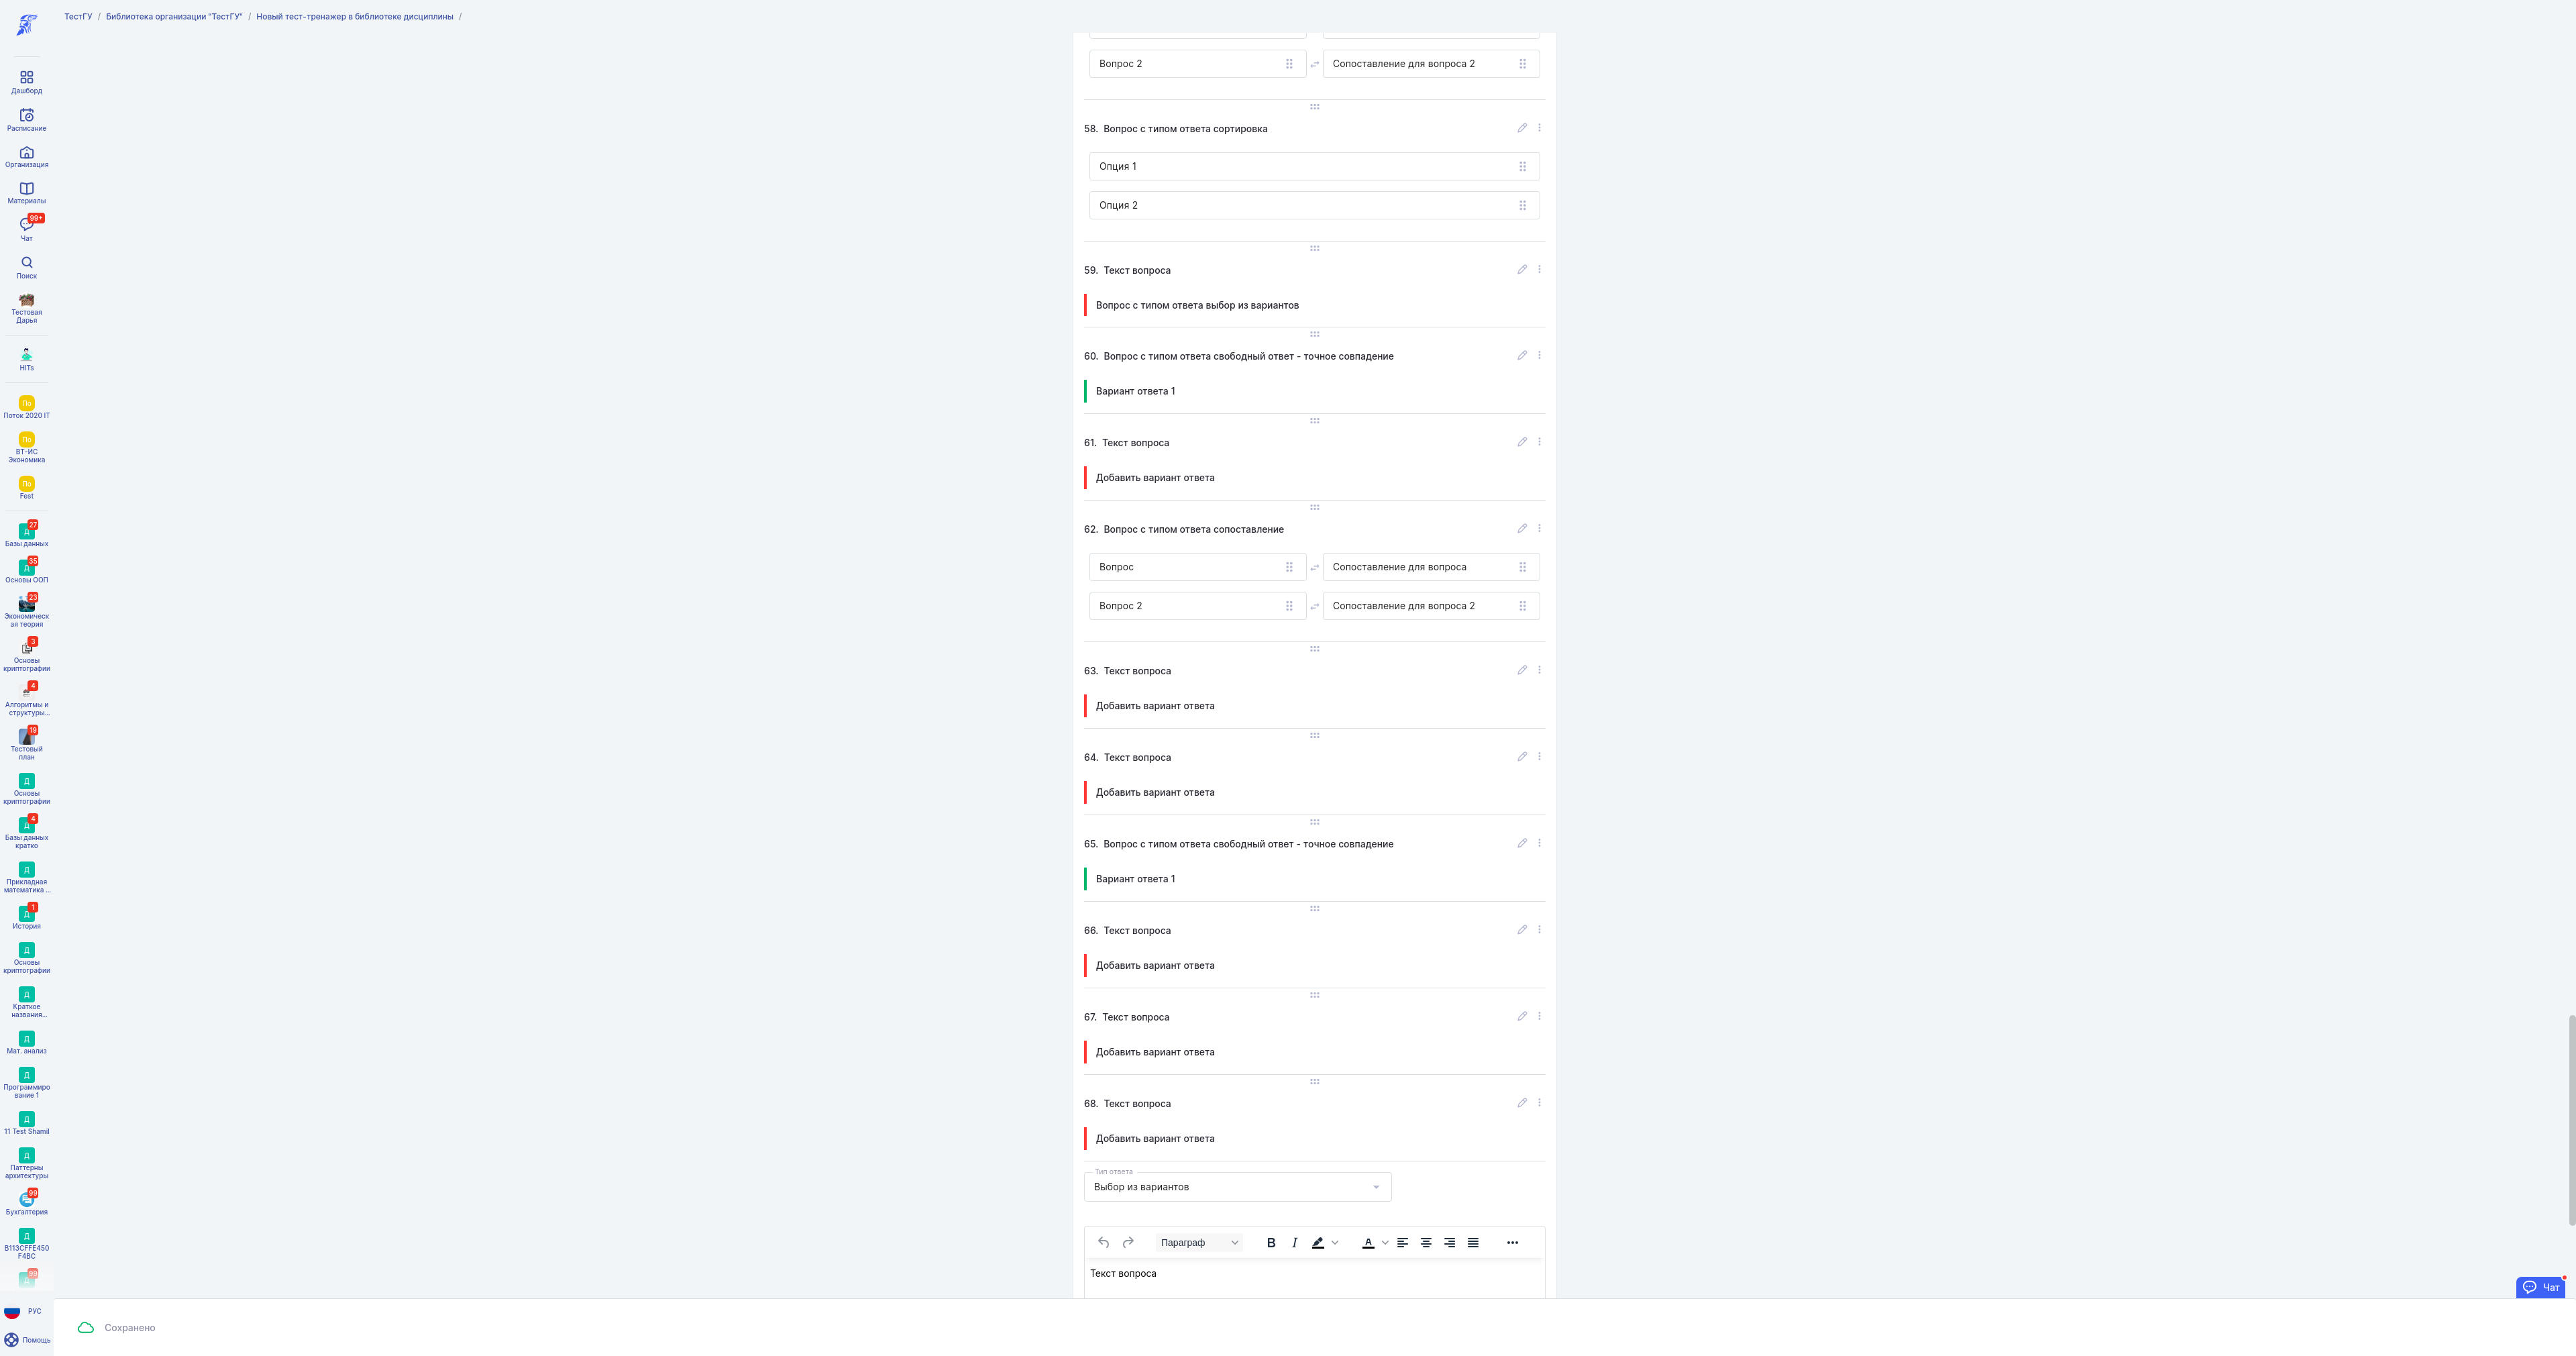 ТестГУ / Библиотека организации "ТестГУ" / Новый тест-тренажер в библиотеке дисциплины /
Дашборд
Расписание
Организация
Материалы
99+
Чат
Поиск
Тестовая
Дарья
HITs
По
Поток 2020 IT
По
ВТ-ИС
Экономика
По
Fest
27
Д
Базы данных
35
Д
Основы ООП
23
Экономическ
ая теория
3
Основы
криптографии
4
Алгоритмы и
структуры...
19
Тестовый
план
Д
Основы
криптографии
4
Д
Базы данных
кратко
Д
Прикладная
математика ...
1
Д
История
Д
Основы
криптографии
Д
Краткое
названия...
Д
Мат. анализ
Д
Программиро
вание 1
Д
11 Test Shamil
Д
Паттерны
архитектуры
99
Бухгалтерия
Д
B113CFFE450
F4BC
99
Д
РУС
Помощь
Вопрос 2 Сопоставление для вопроса 2
58. Вопрос с типом ответа сортировка
Опция 1
Опция 2
59. Текст вопроса
Вопрос с типом ответа выбор из вариантов
60. Вопрос с типом ответа свободный ответ - точное совпадение
Вариант ответа 1
61. Текст вопроса
Добавить вариант ответа
62. Вопрос с типом ответа сопоставление
Вопрос Сопоставление для вопроса
Вопрос 2 Сопоставление для вопроса 2
63. Текст вопроса
Добавить вариант ответа
64. Текст вопроса
Добавить вариант ответа
65. Вопрос с типом ответа свободный ответ - точное совпадение
Вариант ответа 1
66. Текст вопроса
Добавить вариант ответа
67. Текст вопроса
Добавить вариант ответа
68. Текст вопроса
Добавить вариант ответа
Тип ответа
Выбор из вариантов
Параграф B I A
Текст вопроса
Чат
Сохранено